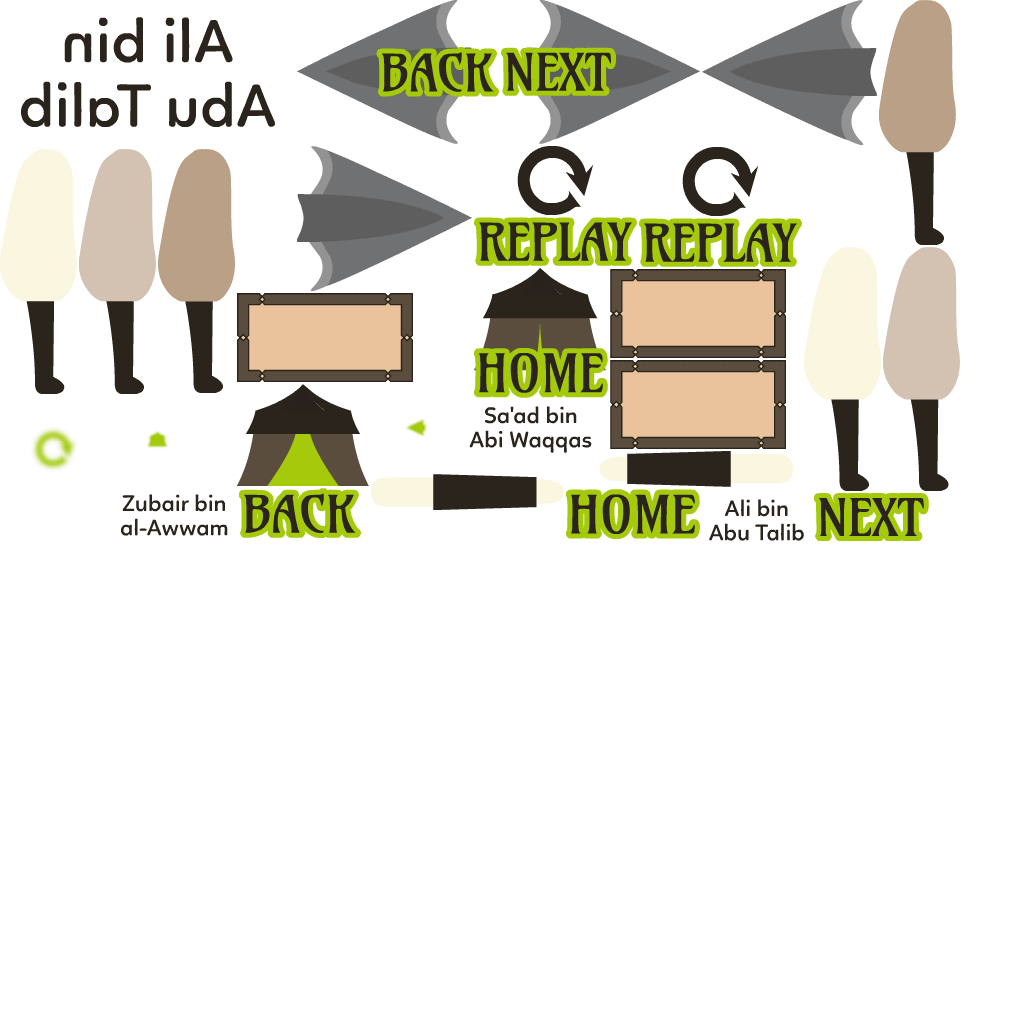 Ali bin
Abu Talib
BACK
NEXT
REPLAY
REPLAY
HOME
Sa'ad bin
Abi Waqqas
Zubair bin
al-Awwam
BACK
HOME
Ali bin
Abu Talib
NEXT